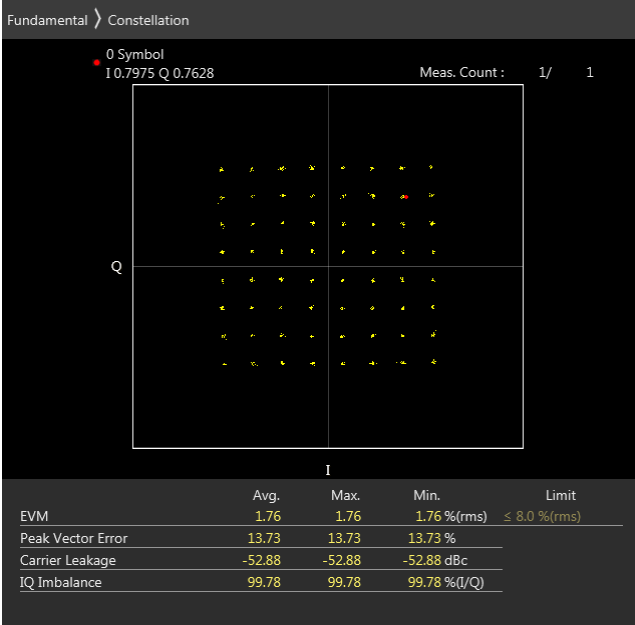 Fundamental 〉 Constellation
0 Symbol
I 0.7975 Q 0.7628
Meas. Count : 1/ 1
Q
I
Avg. Max. Min. Limit
EVM 1.76 1.76 1.76 %(rms) ≤ 8.0 %(rms)
Peak Vector Error 13.73 13.73 13.73 %
Carrier Leakage -52.88 -52.88 -52.88 dBc
IQ Imbalance 99.78 99.78 99.78 %(I/Q)